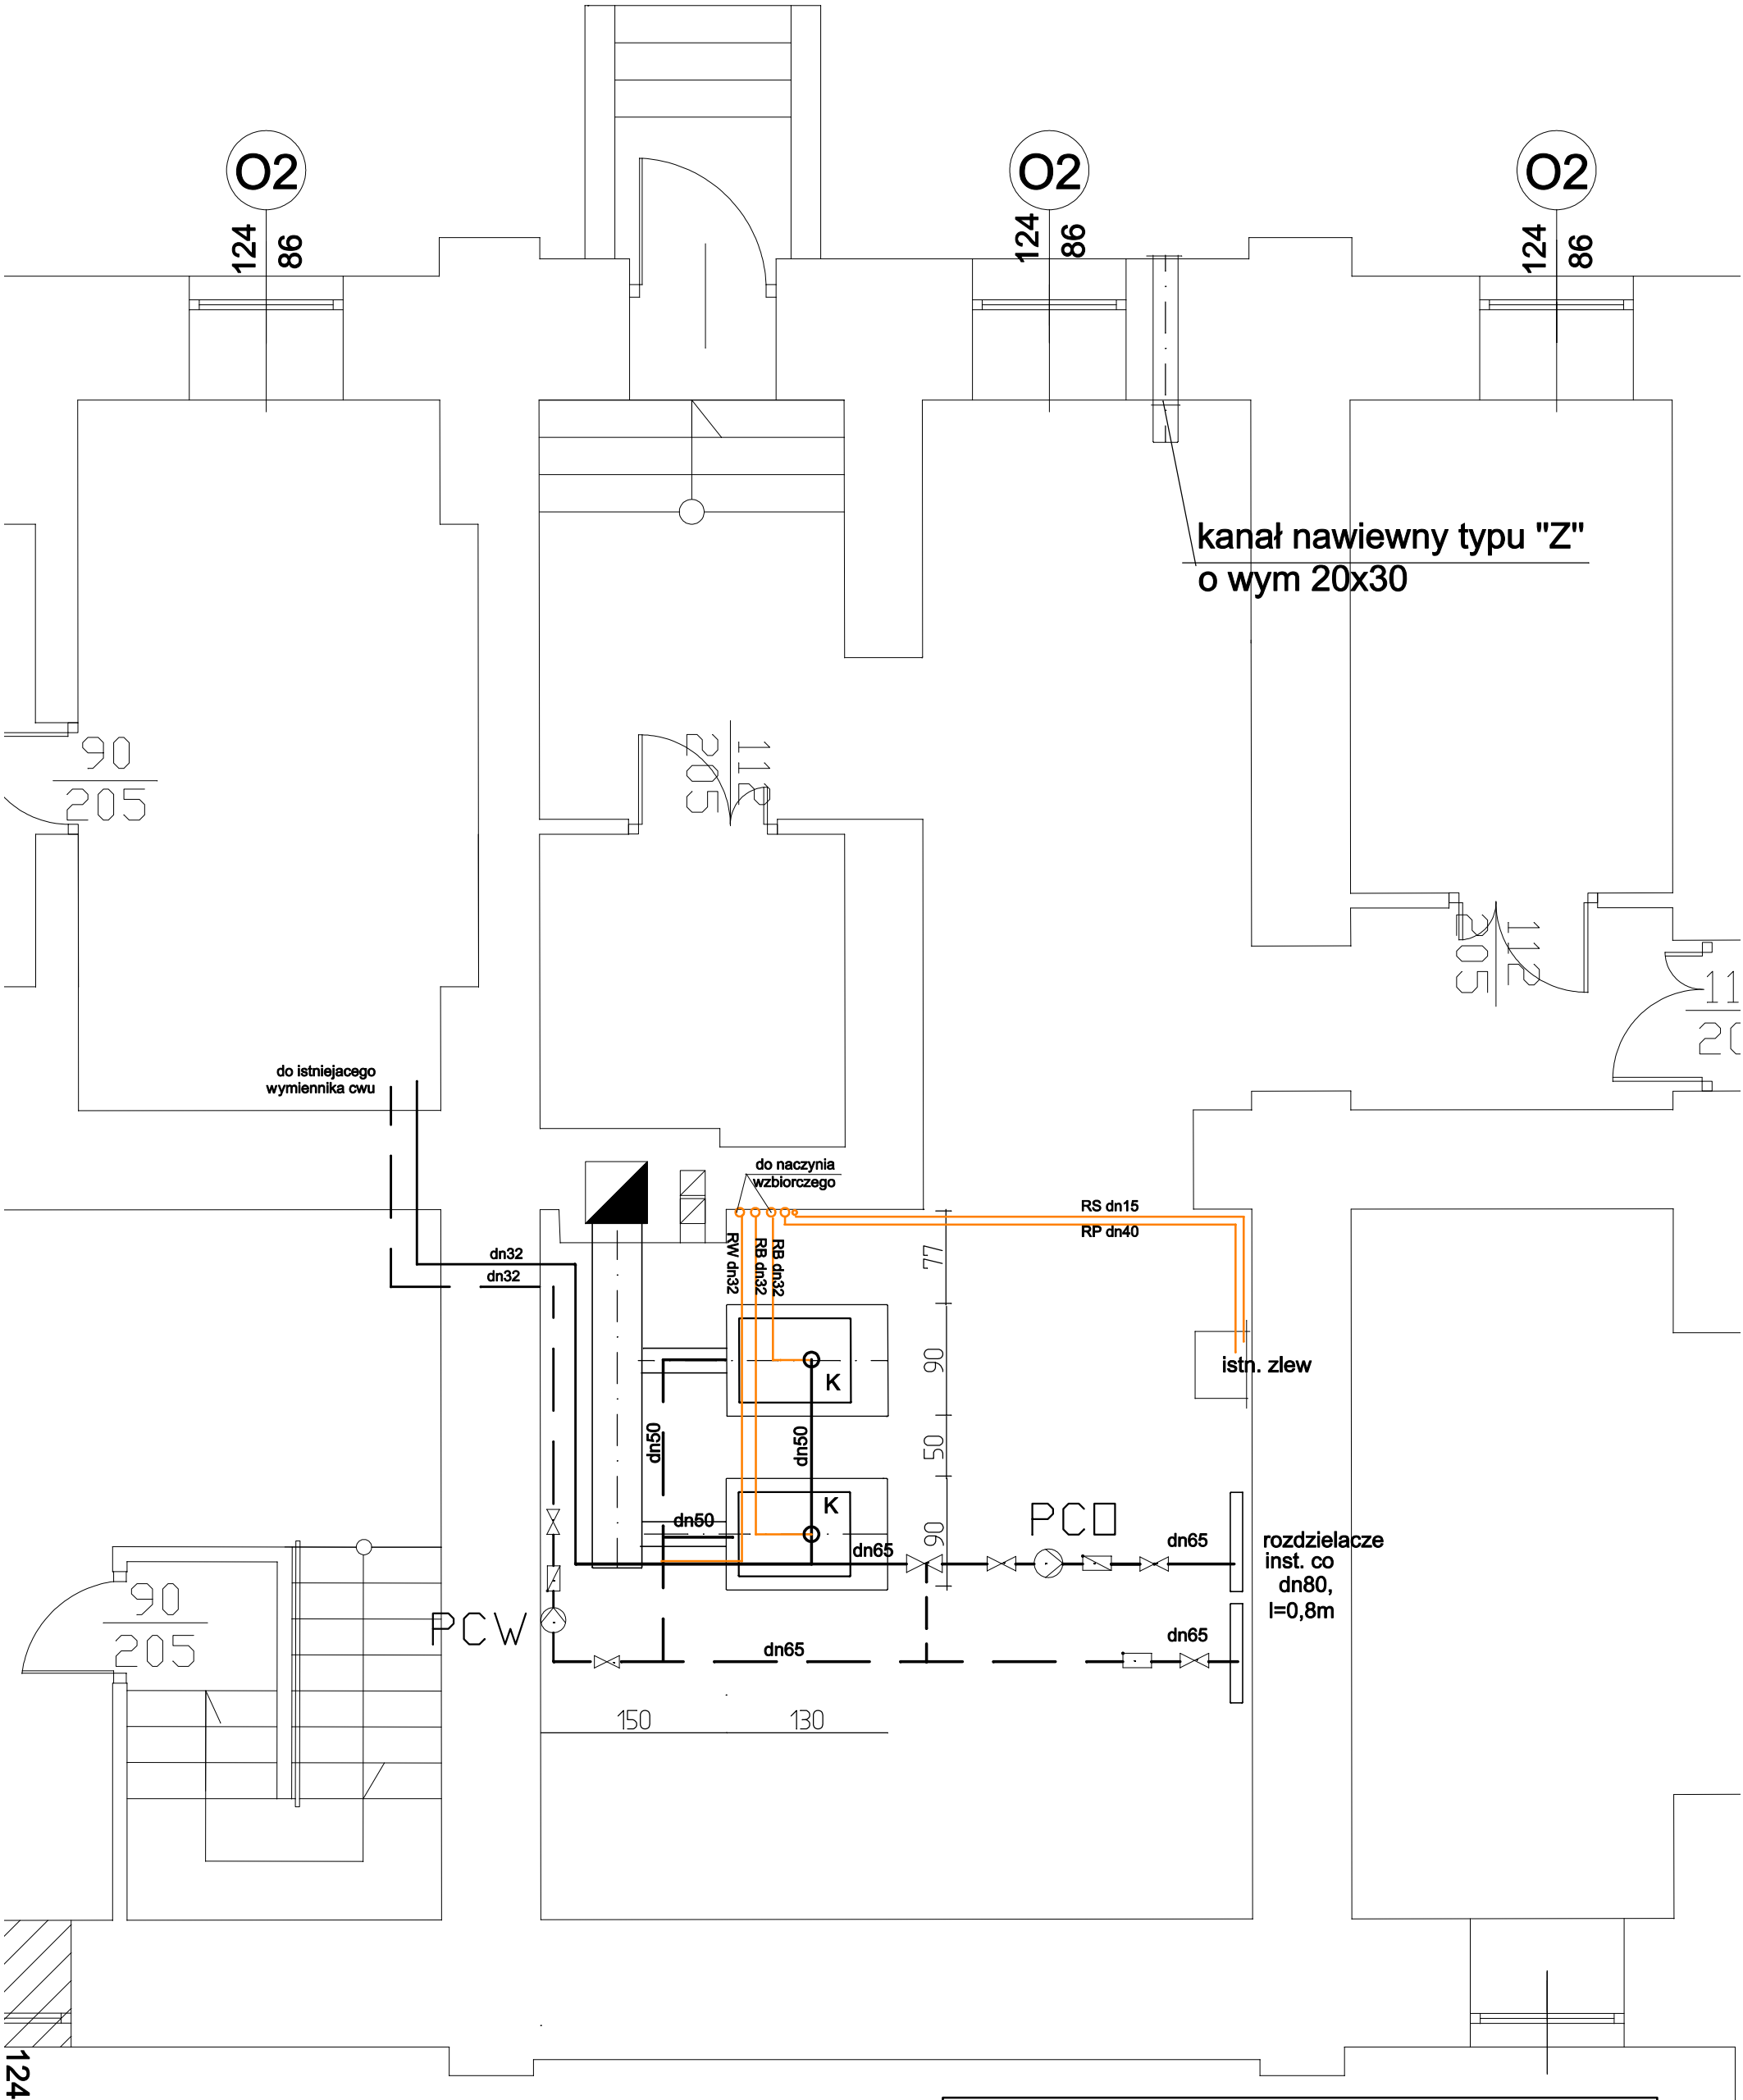 O2
O2
O2
124
86
124
86
124
86
kanał nawiewny typu "Z"
o wym 20x30
90
205
112
205
112
205
11
do istniejacego
wymiennika cwu
do naczynia
wzbiorczego
RS dn15
RP dn40
dn32
dn32
RW dn32
RB dn32
RB dn32
77
90
50
90
istn. zlew
K
K
dn50
dn50
dn50
dn65
PCO
dn65
rozdzielacze
inst. co
dn80,
l=0,8m
90
205
PCW
dn65
dn65
150
130
124